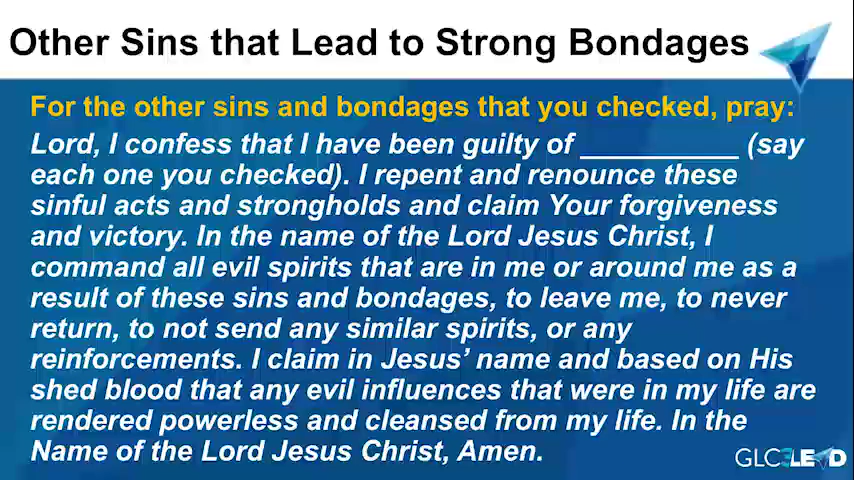 Other Sins that Lead to Strong Bondages
For the other sins and bondages that you checked, pray:
Lord, I confess that I have been guilty of __________ (say
each one you checked). I repent and renounce these
sinful acts and strongholds and claim Your forgiveness
and victory. In the name of the Lord Jesus Christ, I
command all evil spirits that are in me or around me as a
result of these sins and bondages, to leave me, to never
return, to not send any similar spirits, or any
reinforcements. I claim in Jesus’ name and based on His
shed blood that any evil influences that were in my life are
rendered powerless and cleansed from my life. In the
Name of the Lord Jesus Christ, Amen.